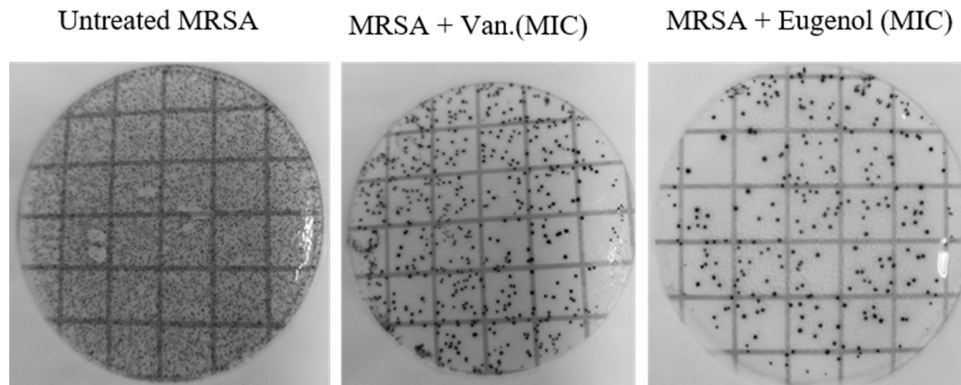 Untreated MRSA
MRSA + Van.(MIC)
MRSA + Eugenol (MIC)